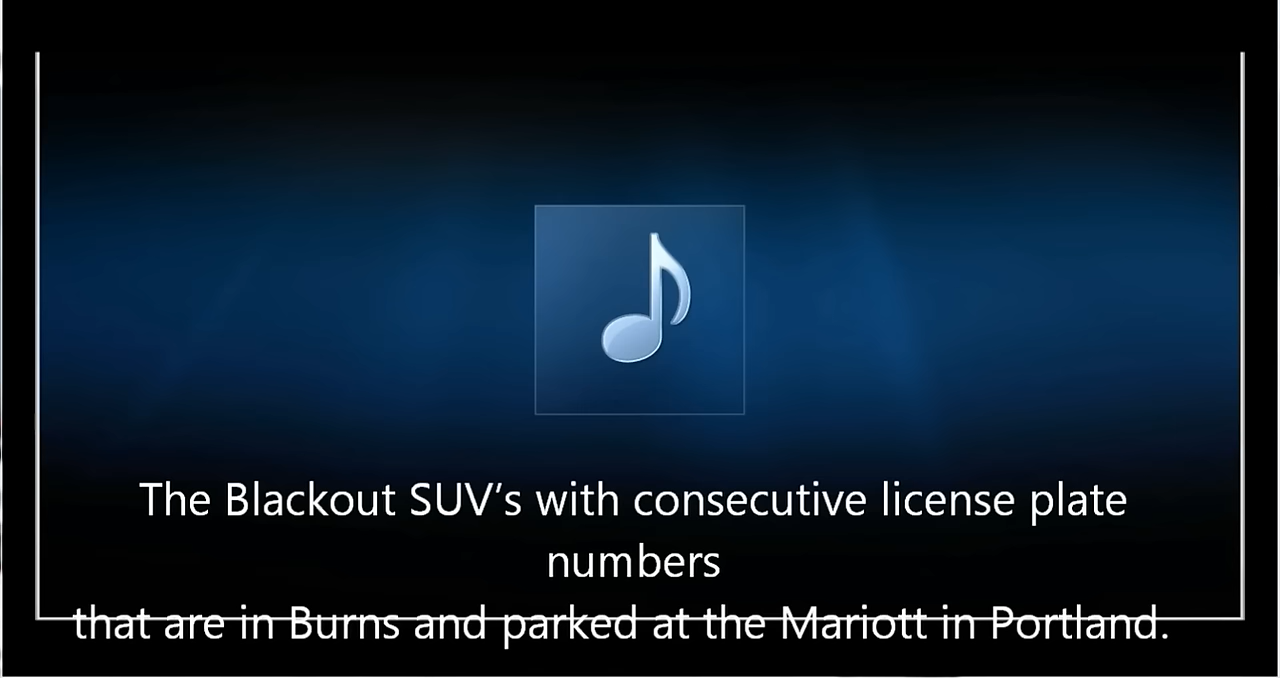 The Blackout SUV‘s with consecutive license plate
numbers
that are in Burns and parked at the Mariott in Portland.